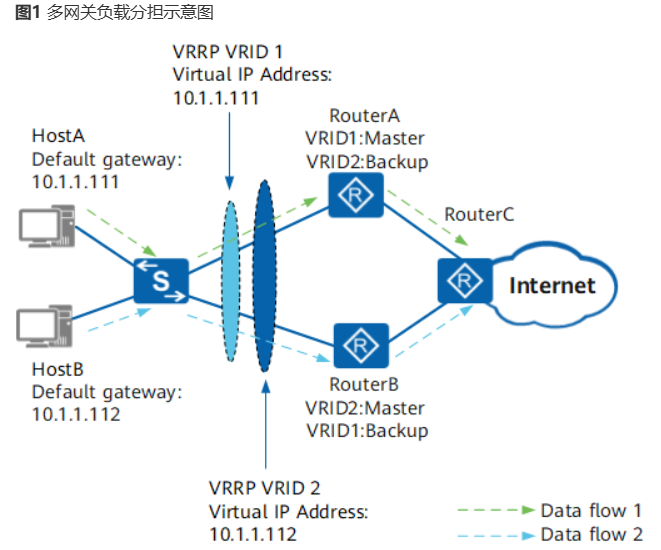 图1 多网关负载分担示意图
VRRP VRID 1
Virtual IP Address:
10.1.1.111
RouterA
VRID1:Master
VRID2:Backup
HostA
Default gateway:
10.1.1.111
RouterC
R
R
S
Internet
R
HostB
Default gateway:
10.1.1.112
RouterB
VRID2:Master
VRID1:Backup
VRRP VRID 2
Virtual IP Address:
10.1.1.112
Data flow 1
Data flow 2